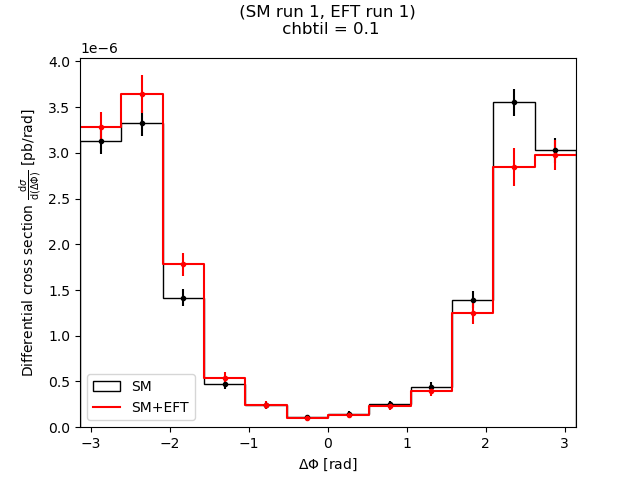 (SM run 1, EFT run 1)
chbtil = 0.1
1e−6
4.0
3.5
3.0
2.5
2.0
1.5
1.0
0.5
0.0
Differential cross section dσ/d(ΔΦ) [pb/rad]
SM
SM+EFT
−3 −2 −1 0 1 2 3
ΔΦ [rad]